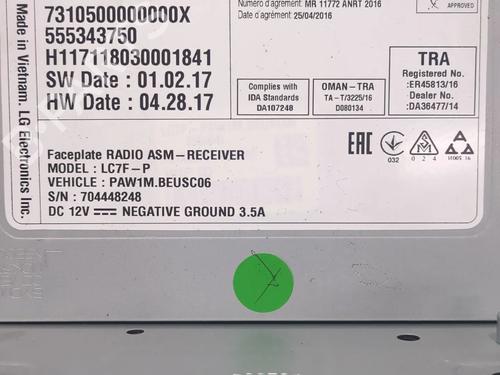 7310500000000X
555343750
H117118030001841
SW Date : 01.02.17
HW Date : 04.28.17
Made in Vietnam. LG Electronics Inc.
Numéro d'agrément: MR 11772 ANRT 2016
Date d'agrément: 25/04/2016
APPROVED
Complies with
IDA Standards
DA107248
OMAN-TRA
TA-T/3225/16
D080134
TRA
Registered No.
:ER45813/16
Dealer No.
:DA36477/14
Faceplate RADIO ASM-RECEIVER
MODEL : LC7F-P
VEHICLE : PAW1M.BEUSC06
S/N : 704448248
DC 12V NEGATIVE GROUND 3.5A
EAC
032
024